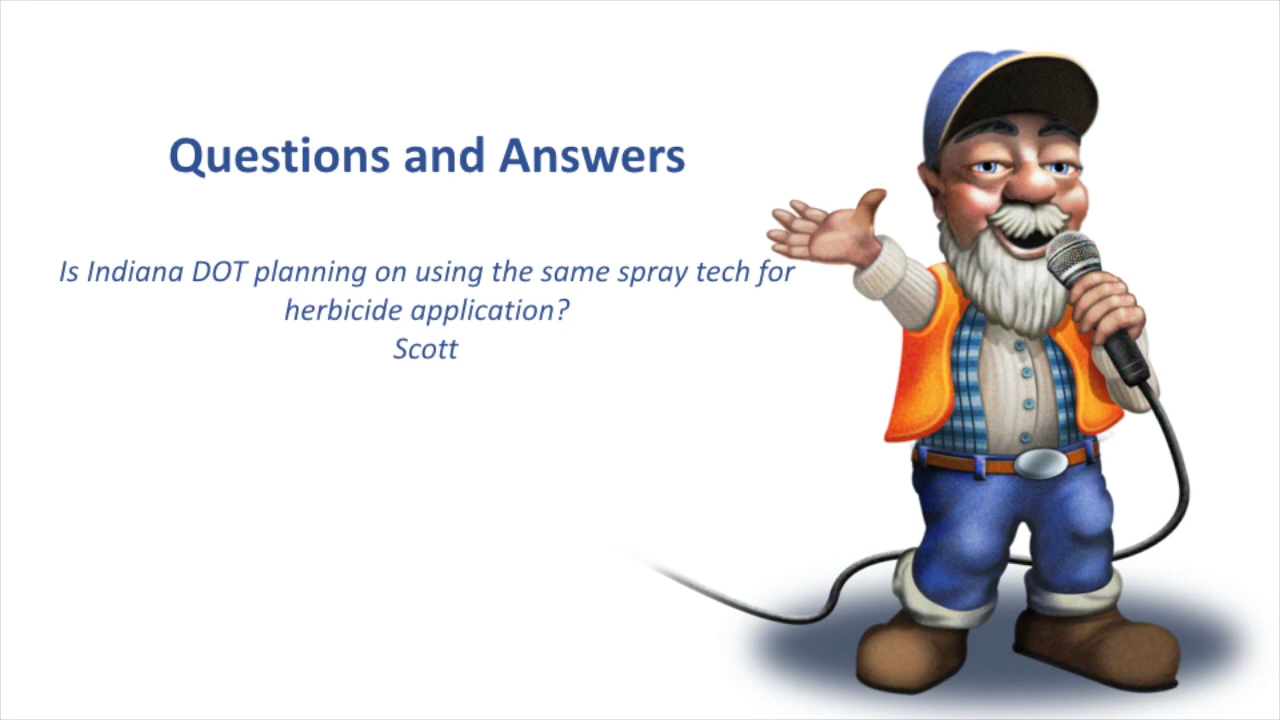 Questions and Answers
Is Indiana DOT planning on using the same spray tech for
herbicide application?
Scott